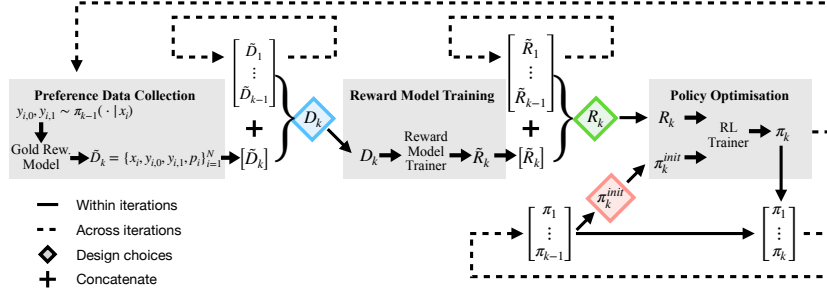 Preference Data Collection
y_{i,0}, y_{i,1} ~ π_{k−1}( · | x_i)
Gold Rew.
Model
D̃_k = {x_i, y_{i,0}, y_{i,1}, p_i}_{i=1}^N
D̃_1
⋮
D̃_{k−1}
+
[D̃_k]
D_k
Reward Model Training
D_k
Reward
Model
Trainer
R̃_k
R̃_1
⋮
R̃_{k−1}
+
[R̃_k]
R_k
Policy Optimisation
R_k
π_k^{init}
RL
Trainer
π_k
π_k^{init}
π_1
⋮
π_{k−1}
π_1
⋮
π_k
Within iterations
Across iterations
Design choices
+ Concatenate